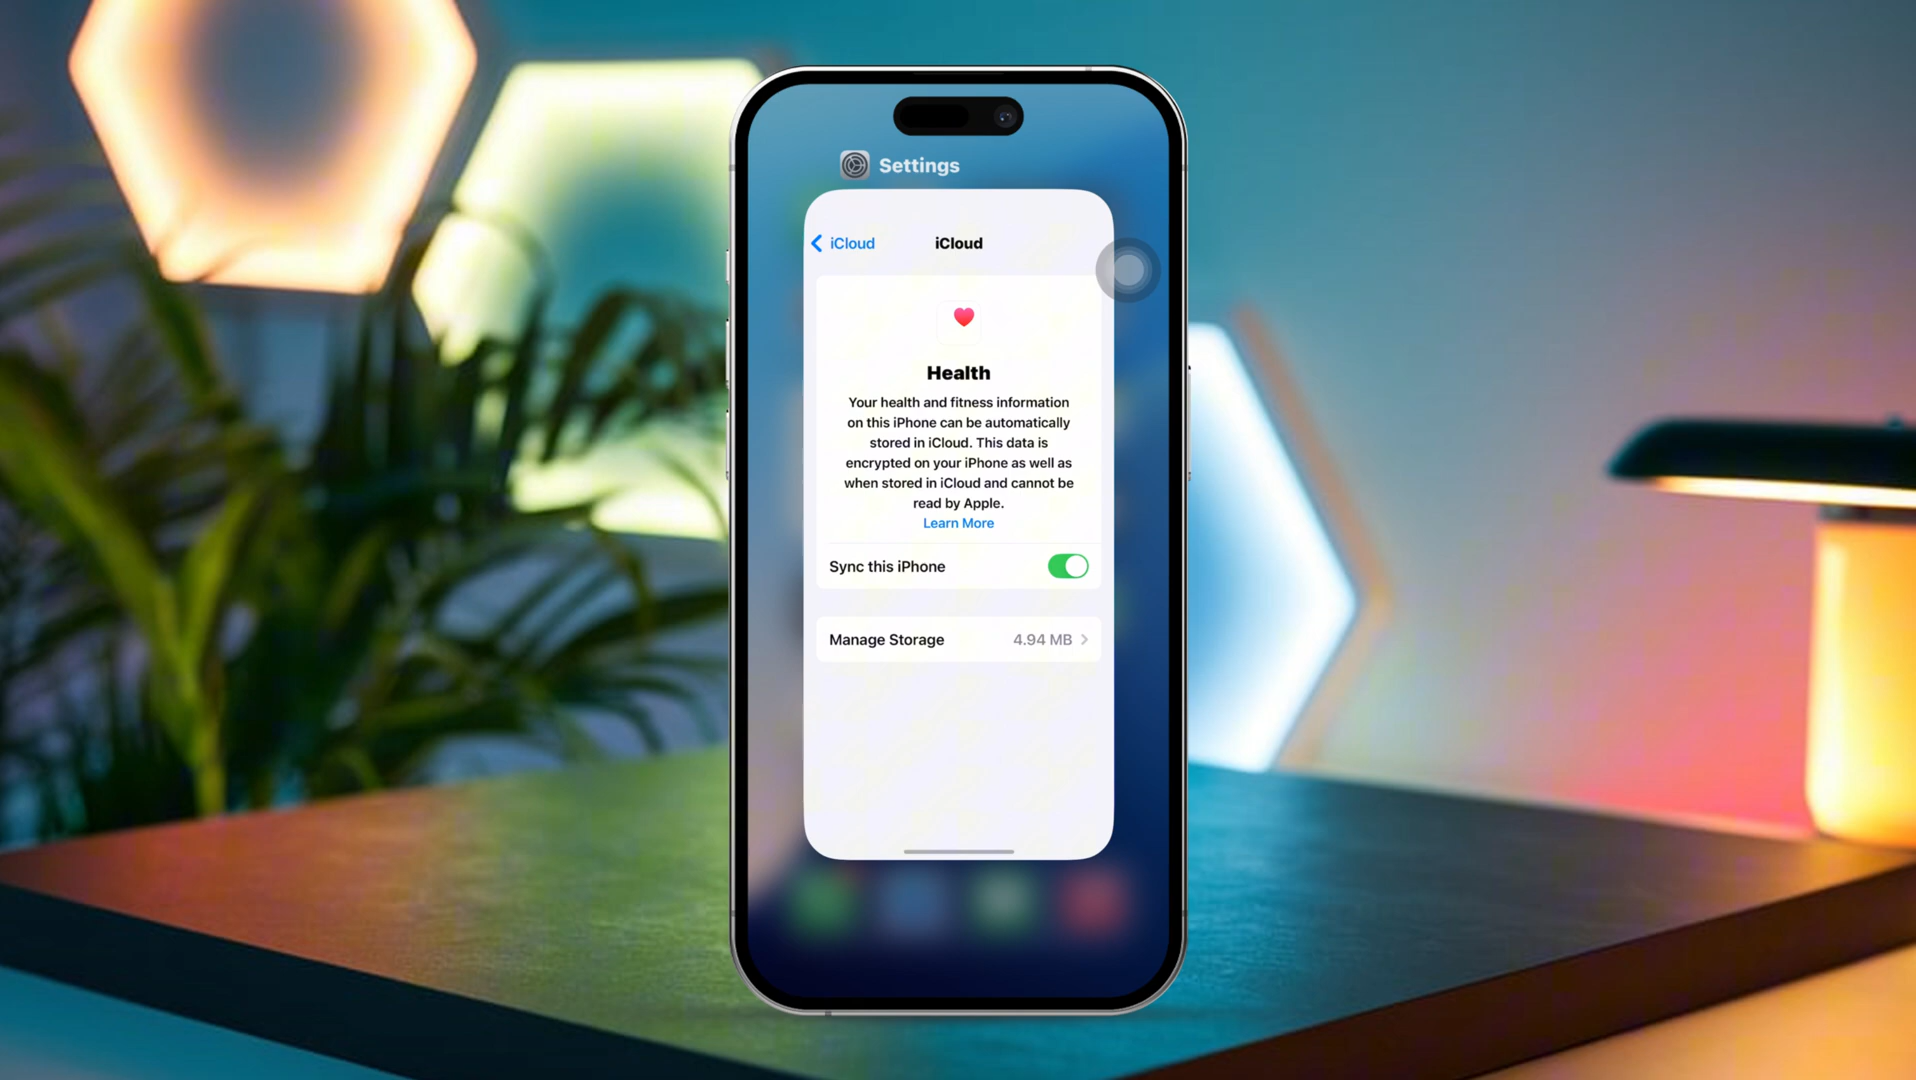 Settings
iCloud
iCloud
Health
Your health and fitness information
on this iPhone can be automatically
stored in iCloud. This data is
encrypted on your iPhone as well as
when stored in iCloud and cannot be
read by Apple.
Learn More
Sync this iPhone
Manage Storage 4.94 MB